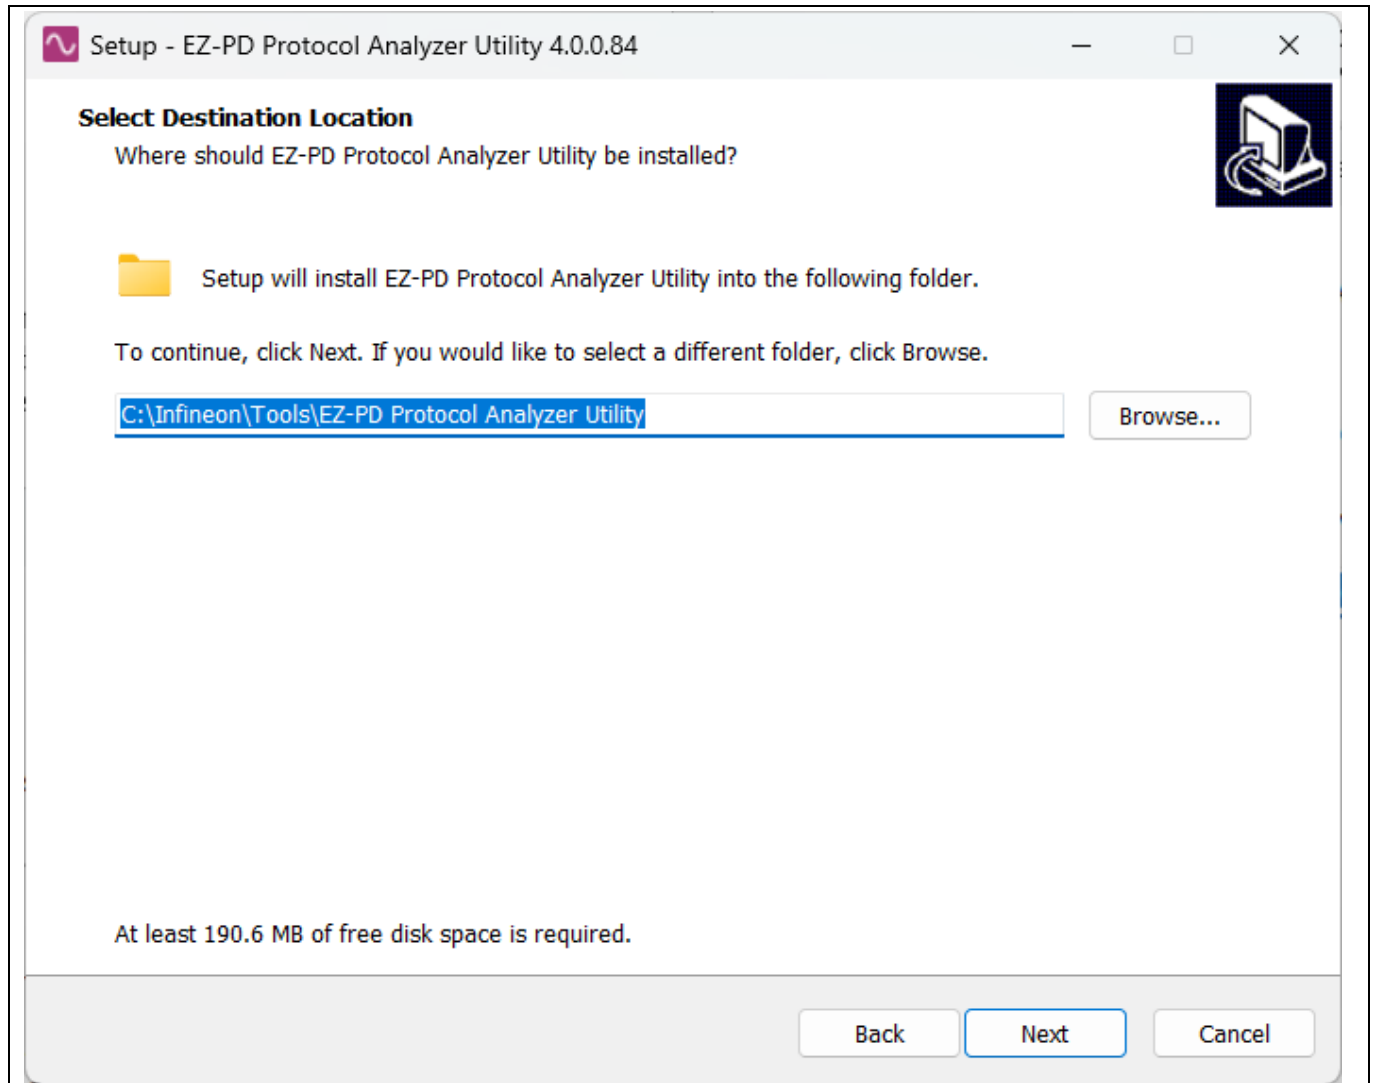 Setup - EZ-PD Protocol Analyzer Utility 4.0.0.84
Select Destination Location
Where should EZ-PD Protocol Analyzer Utility be installed?
Setup will install EZ-PD Protocol Analyzer Utility into the following folder.
To continue, click Next. If you would like to select a different folder, click Browse.
C:\Infineon\Tools\EZ-PD Protocol Analyzer Utility
Browse...
At least 190.6 MB of free disk space is required.
Back
Next
Cancel